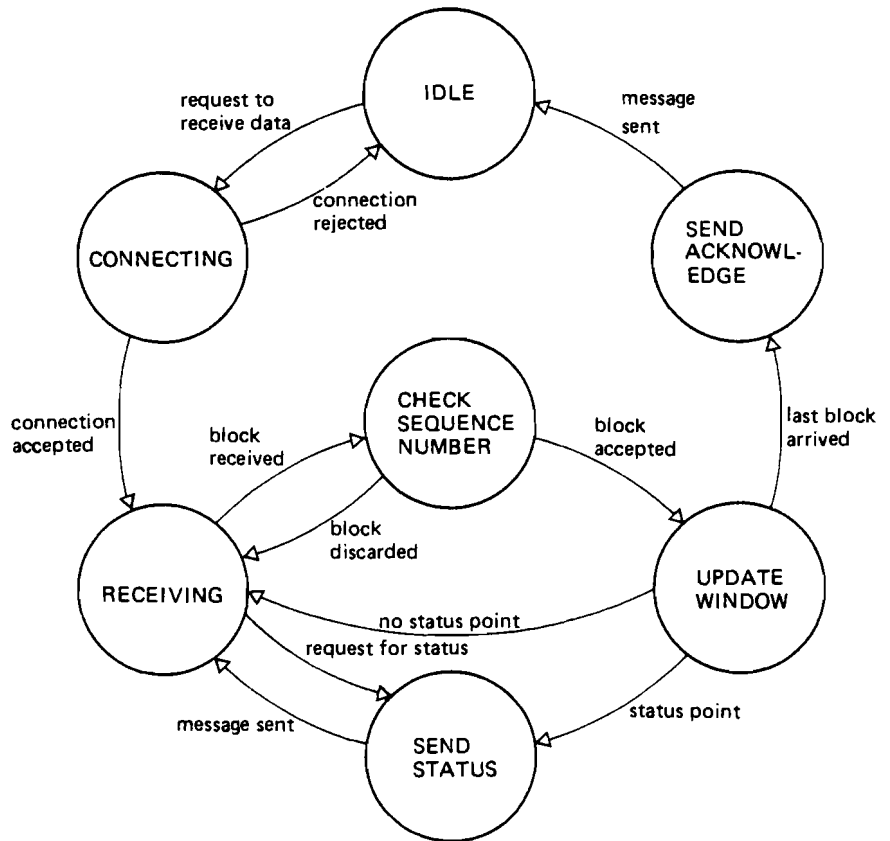 IDLE
request to
receive data
message
sent
connection
rejected
CONNECTING
SEND
ACKNOWL-
EDGE
connection
accepted
block
received
CHECK
SEQUENCE
NUMBER
block
accepted
last block
arrived
block
discarded
RECEIVING
UPDATE
WINDOW
no status point
request for status
message sent
status point
SEND
STATUS